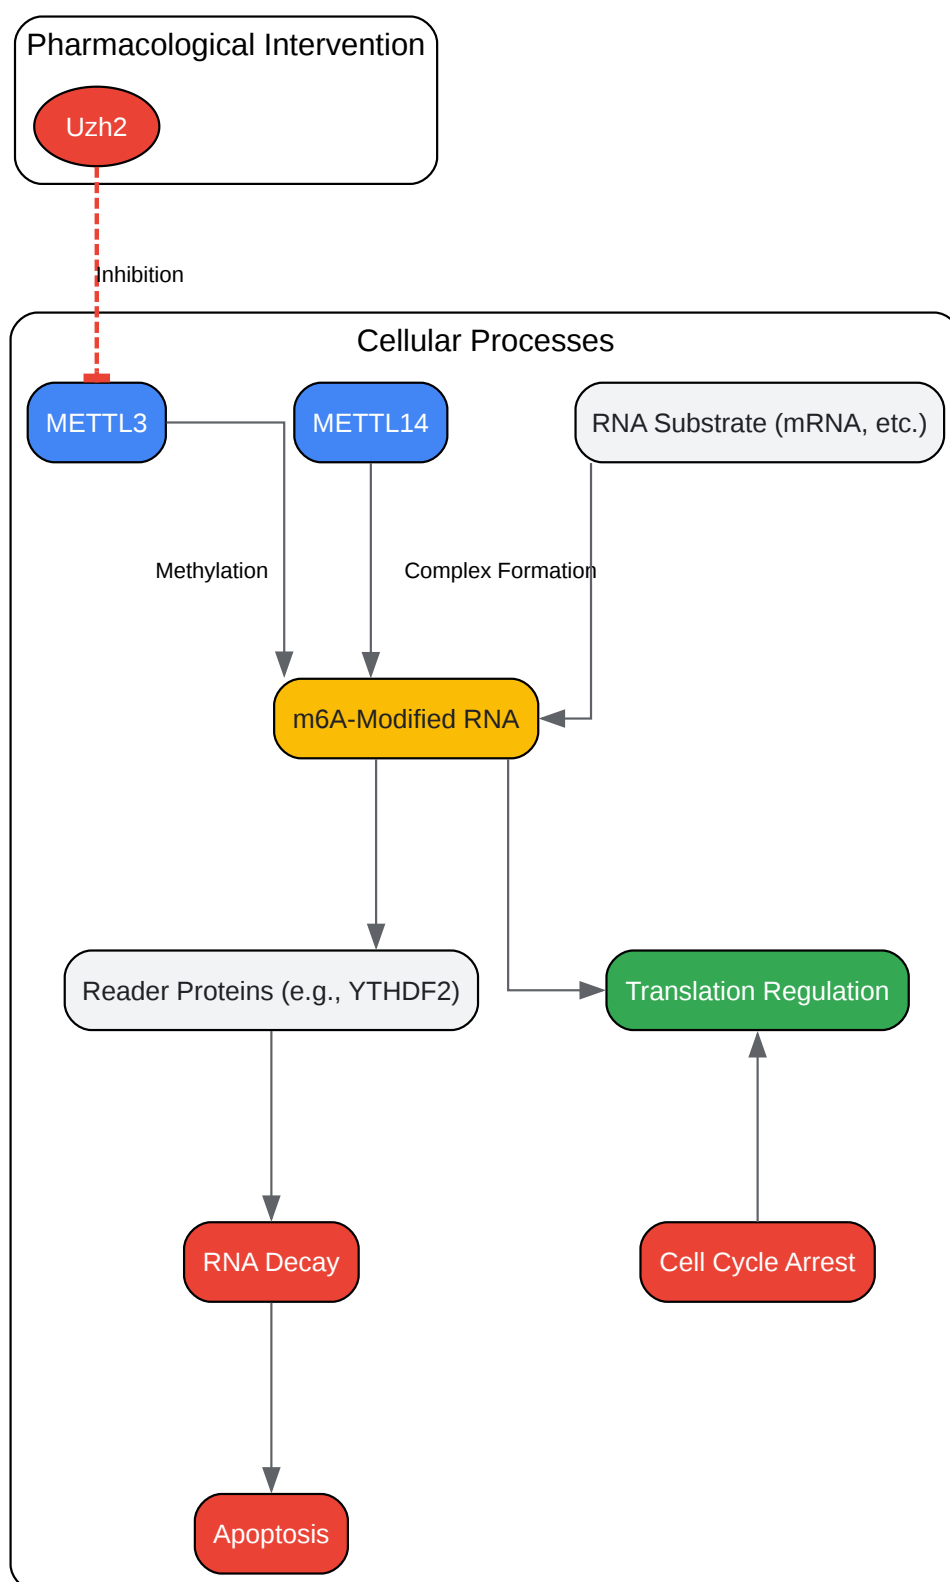 Pharmacological Intervention
Uzh2
Inhibition
Cellular Processes
METTL3
METTL14
RNA Substrate (mRNA, etc.)
Methylation
Complex Formation
m6A-Modified RNA
Reader Proteins (e.g., YTHDF2)
Translation Regulation
RNA Decay
Cell Cycle Arrest
Apoptosis